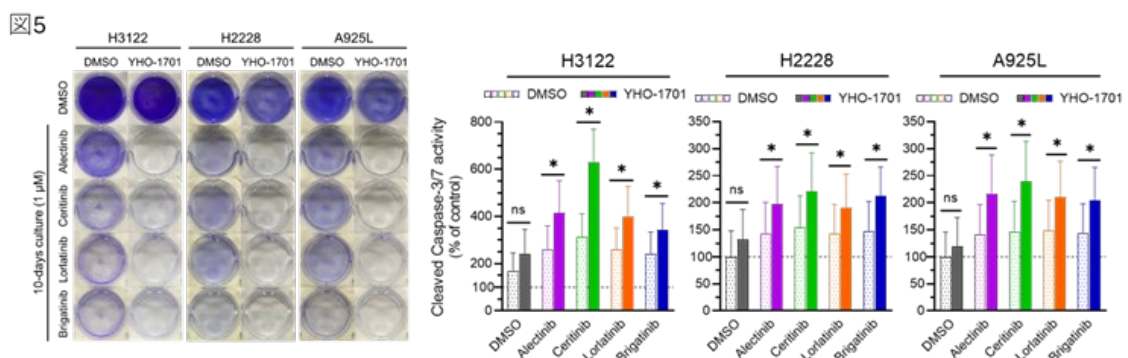 図5
H3122 H2228 A925L
DMSO YHO-1701 DMSO YHO-1701 DMSO YHO-1701
DMSO
10-days culture (1 μM)
Alectinib
Ceritinib
Lorlatinib
Brigatinib
H3122
DMSO YHO-1701
Cleaved Caspase-3/7 activity
(% of control)
800
600
400
200
100
0
ns * * * *
DMSO Alectinib Ceritinib Lorlatinib Brigatinib
H2228
DMSO YHO-1701
350
300
250
200
150
100
50
0
ns * * * *
DMSO Alectinib Ceritinib Lorlatinib Brigatinib
A925L
DMSO YHO-1701
350
300
250
200
150
100
50
0
ns * * * *
DMSO Alectinib Ceritinib Lorlatinib Brigatinib